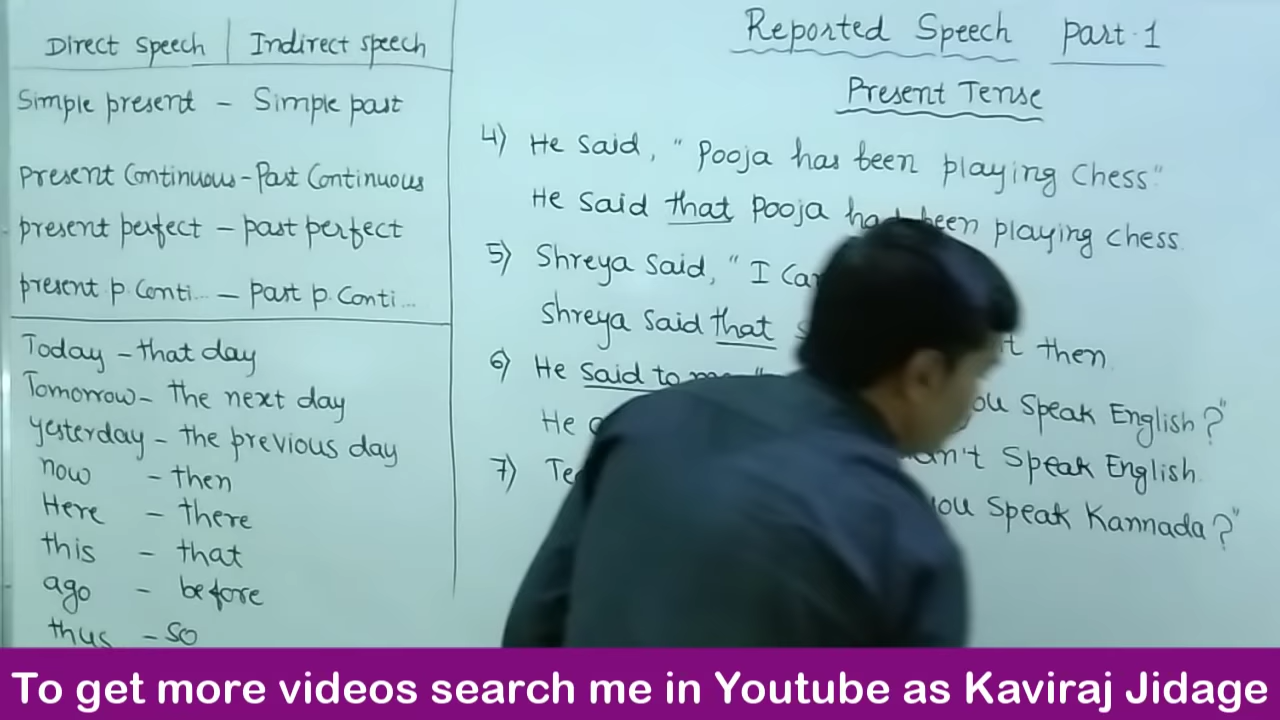 Direct Speech | Indirect speech
Simple present - Simple past
present Continuous - Past Continuous
present perfect - past perfect
present p. Conti... - past p. Conti...
Today - that day
Tomorrow - The next day
yesterday - the previous day
now - then
Here - there
this - that
ago - before
thus - so
Reported Speech Part-1
Present Tense
4) He said, "Pooja has been playing Chess"
He said that Pooja had been playing chess.
5) Shreya said, "I
Shreya said that then.
6) He said to me, " you speak English?"
He speak English.
7) you speak Kannada?"
To get more videos search me in Youtube as Kaviraj Jidage